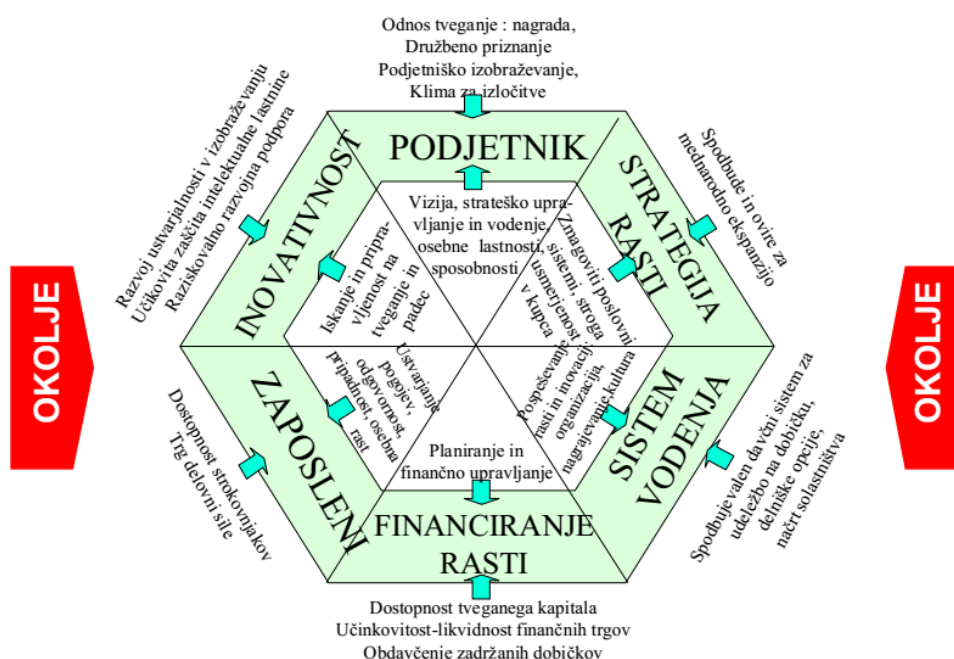 Odnos tveganje : nagrada,
Družbeno priznanje
Podjetniško izobraževanje,
Klima za izločitve
PODJETNIK
Vizija, strateško upra-
vljanje in vodenje,
osebne lastnosti,
sposobnosti
Spodbude in ovire za
mednarodno ekspanzijo
STRATEGIJA
RASTI
Zmagoviti poslovni
sistemi, stroga
usmerjenost
v kupca
OKOLJE
Spodbujevalen davčni sistem za
udeležbo na dobičku,
delniške opcije,
načrt solastništva
SISTEM
VODENJA
Pospeševanje
rasti in inovacij:
organizacija,
nagrajevanje,kultura
Planiranje in
finančno upravljanje
FINANCIRANJE
RASTI
Dostopnost tveganega kapitala
Učinkovitost-likvidnost finančnih trgov
Obdavčenje zadržanih dobičkov
Ustvarjanje
pogojev,
odgovornost,
pripadnost, osebna
rast
ZAPOSLENI
Dostopnost strokovnjakov
Trg delovni sile
OKOLJE
Razvoj ustvarjalnosti v izobraževanju
Učikovita zaščita intelektualne lastnine
Raziskovalno razvojna podpora
INOVATIVNOST
Iskanje in pripra-
vljenost na
tveganje in
padec